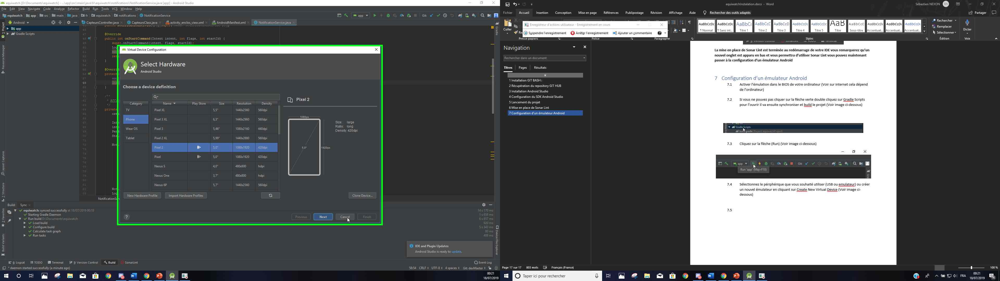 equiwatch [D:\Documents\equiwatch] - ...\app\src\main\java\fr\equiwatch\notifications\NotificationService.java [app] - Android Studio
File Edit View Navigate Code Analyze Refactor Build Run Tools VCS Window Help
equiwatch app src main java fr equiwatch notifications NotificationService
app Git:
Android
CapteursController.java CapteursClass.java activity_enclos_view.xml AndroidManifest.xml NotificationService.java
app
Gradle Scripts
1: Project
Resource Manager
Layout Captures
Z: Structure
2: Favorites
Build Variants
Gradle
Device File Explorer
@Override
public int onStartCommand(Intent intent, int flags, int startId) {
super.onStartCommand(intent, flags, startId);
Virtual Device Configuration
Select Hardware
Android Studio
Choose a device definition
Category Name Play Store Size Resolution Density
TV
Phone
Wear OS
Tablet
Pixel XL 5,5" 1440x2560 560dpi
Pixel 3 XL 6,3" 1440x2960 560dpi
Pixel 3 5,46" 1080x2160 440dpi
Pixel 2 XL 5,99" 1440x2880 560dpi
Pixel 2 5,0" 1080x1920 420dpi
Pixel 5,0" 1080x1920 420dpi
Nexus S 4,0" 480x800 hdpi
Nexus One 3,7" 480x800 hdpi
Nexus 6P 5,7" 1440x2560 560dpi
Pixel 2
1080px
5,0"
1920px
Size: large
Ratio: long
Density: 420dpi
New Hardware Profile Import Hardware Profiles Clone Device...
? Previous Next Cancel Finish
Build: Sync
equiwatch: synced successfully at 18/07/2019 00:18
Starting Gradle Daemon
Run build D:\Documents\equiwatch
Load build
Configure build
Calculate task graph
Run tasks
14 s 170 ms
1 s 658 ms
6 s 857 ms
920 ms
5 s 343 ms
80 ms
408 ms
IDE and Plugin Updates
Android Studio is ready to update.
6: Logcat TODO Terminal 9: Version Control Build SonarLint Event Log
* daemon started successfully (a minute ago)
58:54 CRLF UTF-8 4 spaces Git: devMaster
00:21
18/07/2019
equiwatchInstalation.docx - Word
Sébastien NEXON SN
Fichier Accueil Insertion Conception Mise en page Références Publipostage Révision Affichage Aide Rechercher des outils adaptés Partager
Enregistreur d'actions utilisateur - Enregistrement en cours
Suspendre l'enregistrement Arrêter l'enregistrement Ajouter un commentaire
Coller
Presse-papiers Police Paragraphe Styles Édition Voix
AaBbCcDc AaBbCcDc AaBbC( AaBbCcD AaBbCcD AaBbCcD AaBbCcD AaB AaBbCcD AaBbCcD AaBbCcD AaBbCcD
¶ Normal ¶ Sans int... Titre 1 Titre 2 Titre 3 Titre 4 Titre 5 Titre Sous-titre Accentuat... Accentuat... Accentuat...
Rechercher
Remplacer
Sélectionner
Dicter
Navigation
Rechercher dans un document
Titres Pages Résultats
1 Installation GIT BASH :
2 Récupération du repository GIT HUB
3 Installation Android Studio
4 Configuration du SDK Android Studio
5 Lancement du projet
6 Mise en place de Sonar Lint
7 Configuration d'un émulateur Android
La mise en place de Sonar Lint est terminée au redémarrage de votre IDE vous remarquerez qu'un
nouvel onglet est apparu en bas et vous permettra d'utiliser Sonar Lint vous pouvez maintenant
passer à la configuration d'un émulateur Android
7 Configuration d'un émulateur Android
7.1 Activer l'émulation dans le BIOS de votre ordinateur (Voir sur internet cela dépend
de l'ordinateur)
7.2 Si vous ne pouvez pas cliquer sur la flèche verte double cliquez sur Gradle Scripts
pour l'ouvrir il va ensuite synchroniser et build le projet (Voir image ci-dessous)
Gradle Scripts
build.gradle (Project: equiwatchProject)
7.3 Cliquez sur la flèche (Run) (Voir image ci-dessous)
app Git:
Run 'app' (Maj+F10)
7.4 Sélectionnez le périphérique que vous souhaité utiliser (USB ou emulateur) ou créer
un nouvel émulateur en cliquant sur Create New Virtual Device (Voir image ci-
dessous)
7.5
Page 17 sur 17 803 mots Français (France) 100 %
Taper ici pour rechercher
FRA
00:21
18/07/2019